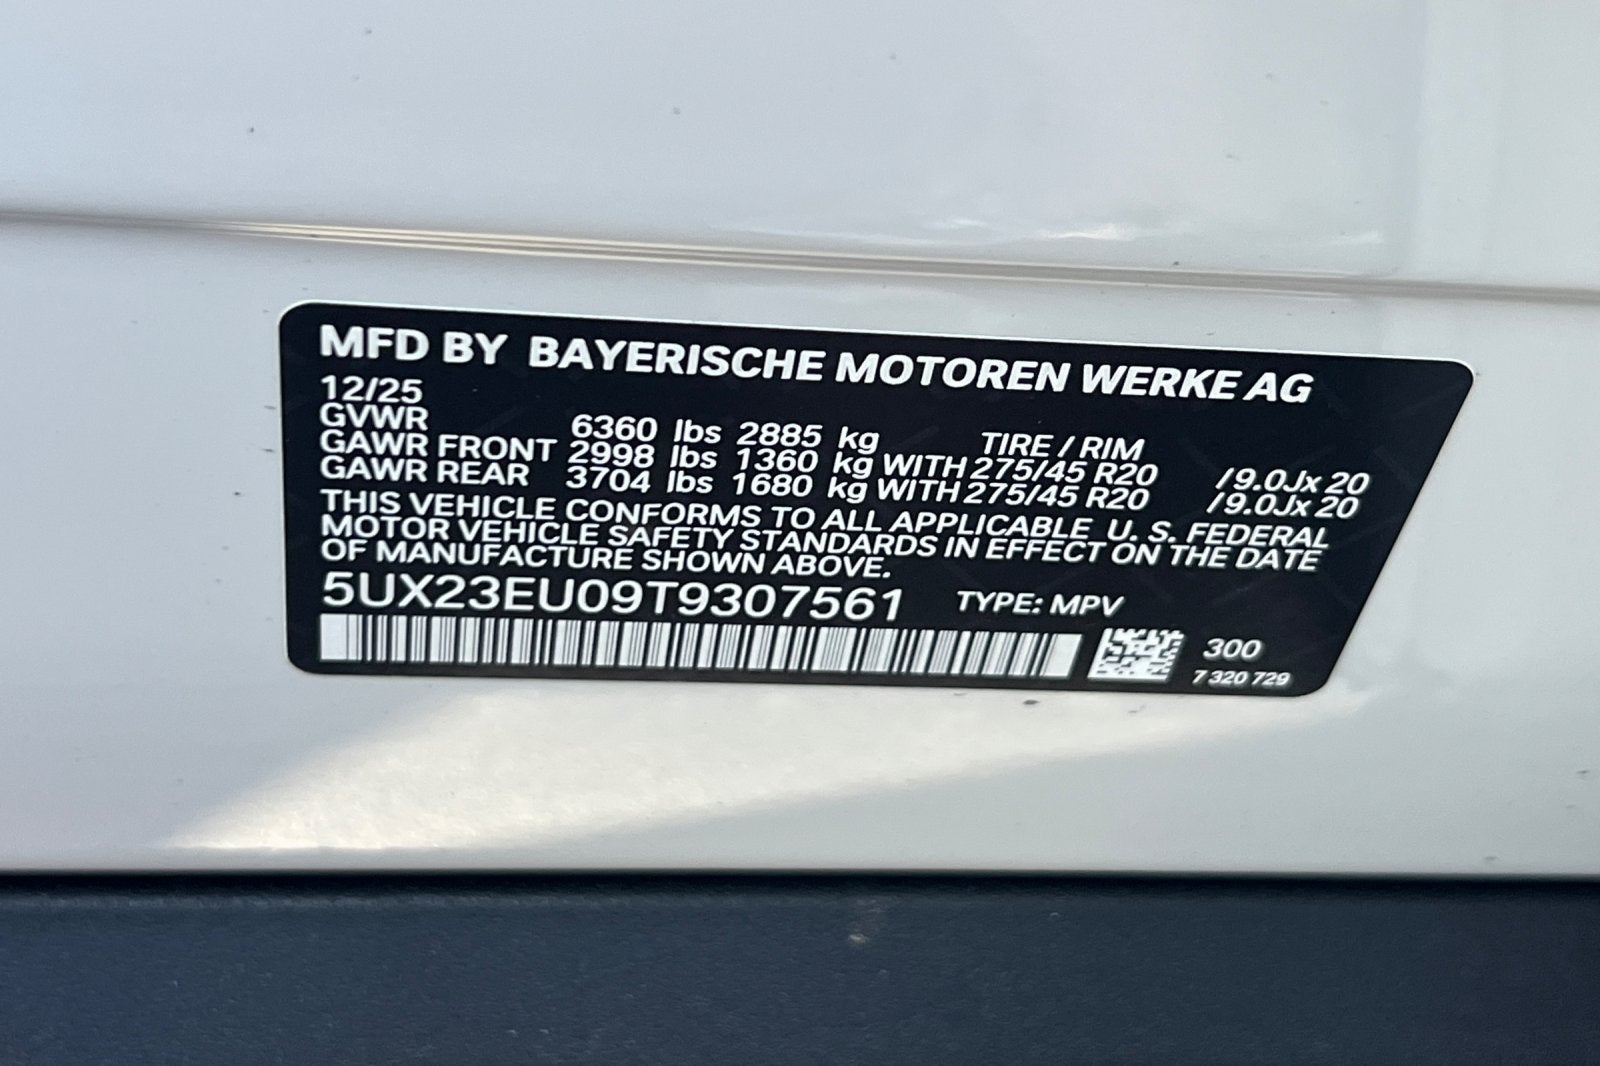 MFD BY BAYERISCHE MOTOREN WERKE AG
12/25
GVWR 6360 lbs 2885 kg TIRE / RIM
GAWR FRONT 2998 lbs 1360 kg WITH 275/45 R20 /9.0Jx 20
GAWR REAR 3704 lbs 1680 kg WITH 275/45 R20 /9.0Jx 20
THIS VEHICLE CONFORMS TO ALL APPLICABLE U. S. FEDERAL
MOTOR VEHICLE SAFETY STANDARDS IN EFFECT ON THE DATE
OF MANUFACTURE SHOWN ABOVE.
5UX23EU09T9307561 TYPE: MPV
300
7 320 729